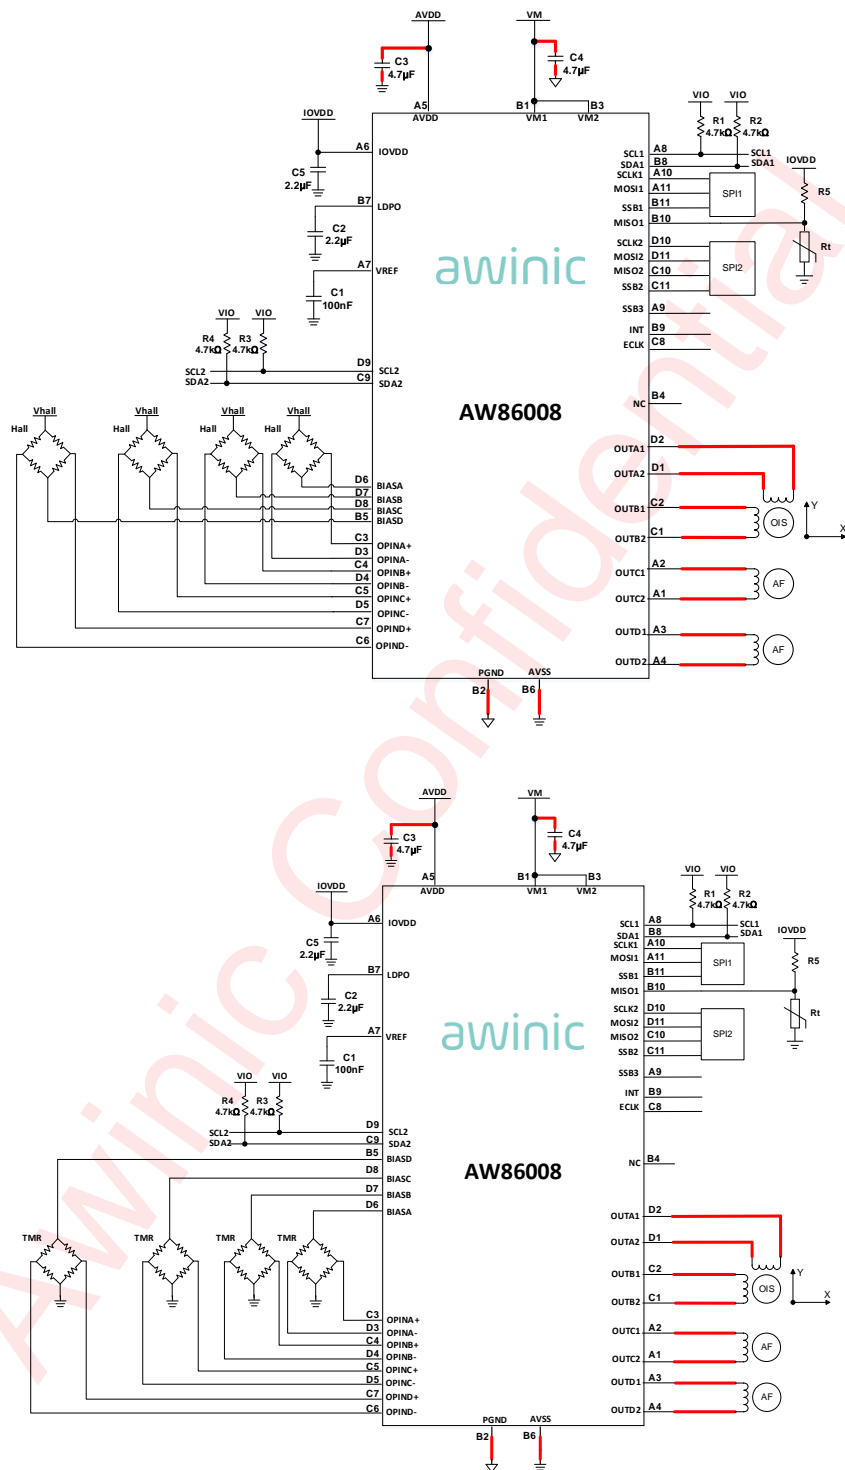 AVDD
VM
C3
4.7µF
C4
4.7µF
A5
AVDD
B1
VM1
B3
VM2
IOVDD
A6
IOVDD
C5
2.2µF
B7
LDPO
C2
2.2µF
A7
VREF
C1
100nF
VIO
VIO
R4
4.7kΩ
R3
4.7kΩ
D9
SCL2
SCL2
C9
SDA2
SDA2
VIO
VIO
R1
4.7kΩ
R2
4.7kΩ
SCL1
A8
SCL1
SDA1
B8
SDA1
SCLK1
A10
MOSI1
A11
SSB1
B11
MISO1
B10
SPI1
IOVDD
R5
Rt
SCLK2
D10
MOSI2
D11
MISO2
C10
SSB2
C11
SPI2
SSB3
A9
INT
B9
ECLK
C8
awinic
AW86008
NC
B4
Vhall
Hall
Vhall
Hall
Vhall
Hall
Vhall
Hall
D6
BIASA
D7
BIASB
D8
BIASC
B5
BIASD
C3
OPINA+
D3
OPINA-
C4
OPINB+
D4
OPINB-
C5
OPINC+
D5
OPINC-
C7
OPIND+
C6
OPIND-
OUTA1
D2
OUTA2
D1
OUTB1
C2
OUTB2
C1
OIS
Y
X
OUTC1
A2
OUTC2
A1
AF
OUTD1
A3
OUTD2
A4
AF
PGND
B2
AVSS
B6
AVDD
VM
C3
4.7µF
C4
4.7µF
A5
AVDD
B1
VM1
B3
VM2
IOVDD
A6
IOVDD
C5
2.2µF
B7
LDPO
C2
2.2µF
A7
VREF
C1
100nF
VIO
VIO
R4
4.7kΩ
R3
4.7kΩ
D9
SCL2
SCL2
C9
SDA2
SDA2
B5
BIASD
D8
BIASC
D7
BIASB
D6
BIASA
VIO
VIO
R1
4.7kΩ
R2
4.7kΩ
SCL1
A8
SCL1
SDA1
B8
SDA1
SCLK1
A10
MOSI1
A11
SSB1
B11
MISO1
B10
SPI1
IOVDD
R5
Rt
SCLK2
D10
MOSI2
D11
MISO2
C10
SSB2
C11
SPI2
SSB3
A9
INT
B9
ECLK
C8
awinic
AW86008
NC
B4
TMR
TMR
TMR
TMR
C3
OPINA+
D3
OPINA-
C4
OPINB+
D4
OPINB-
C5
OPINC+
D5
OPINC-
C7
OPIND+
C6
OPIND-
OUTA1
D2
OUTA2
D1
OUTB1
C2
OUTB2
C1
OIS
Y
X
OUTC1
A2
OUTC2
A1
AF
OUTD1
A3
OUTD2
A4
AF
PGND
B2
AVSS
B6
Awinic Confidential